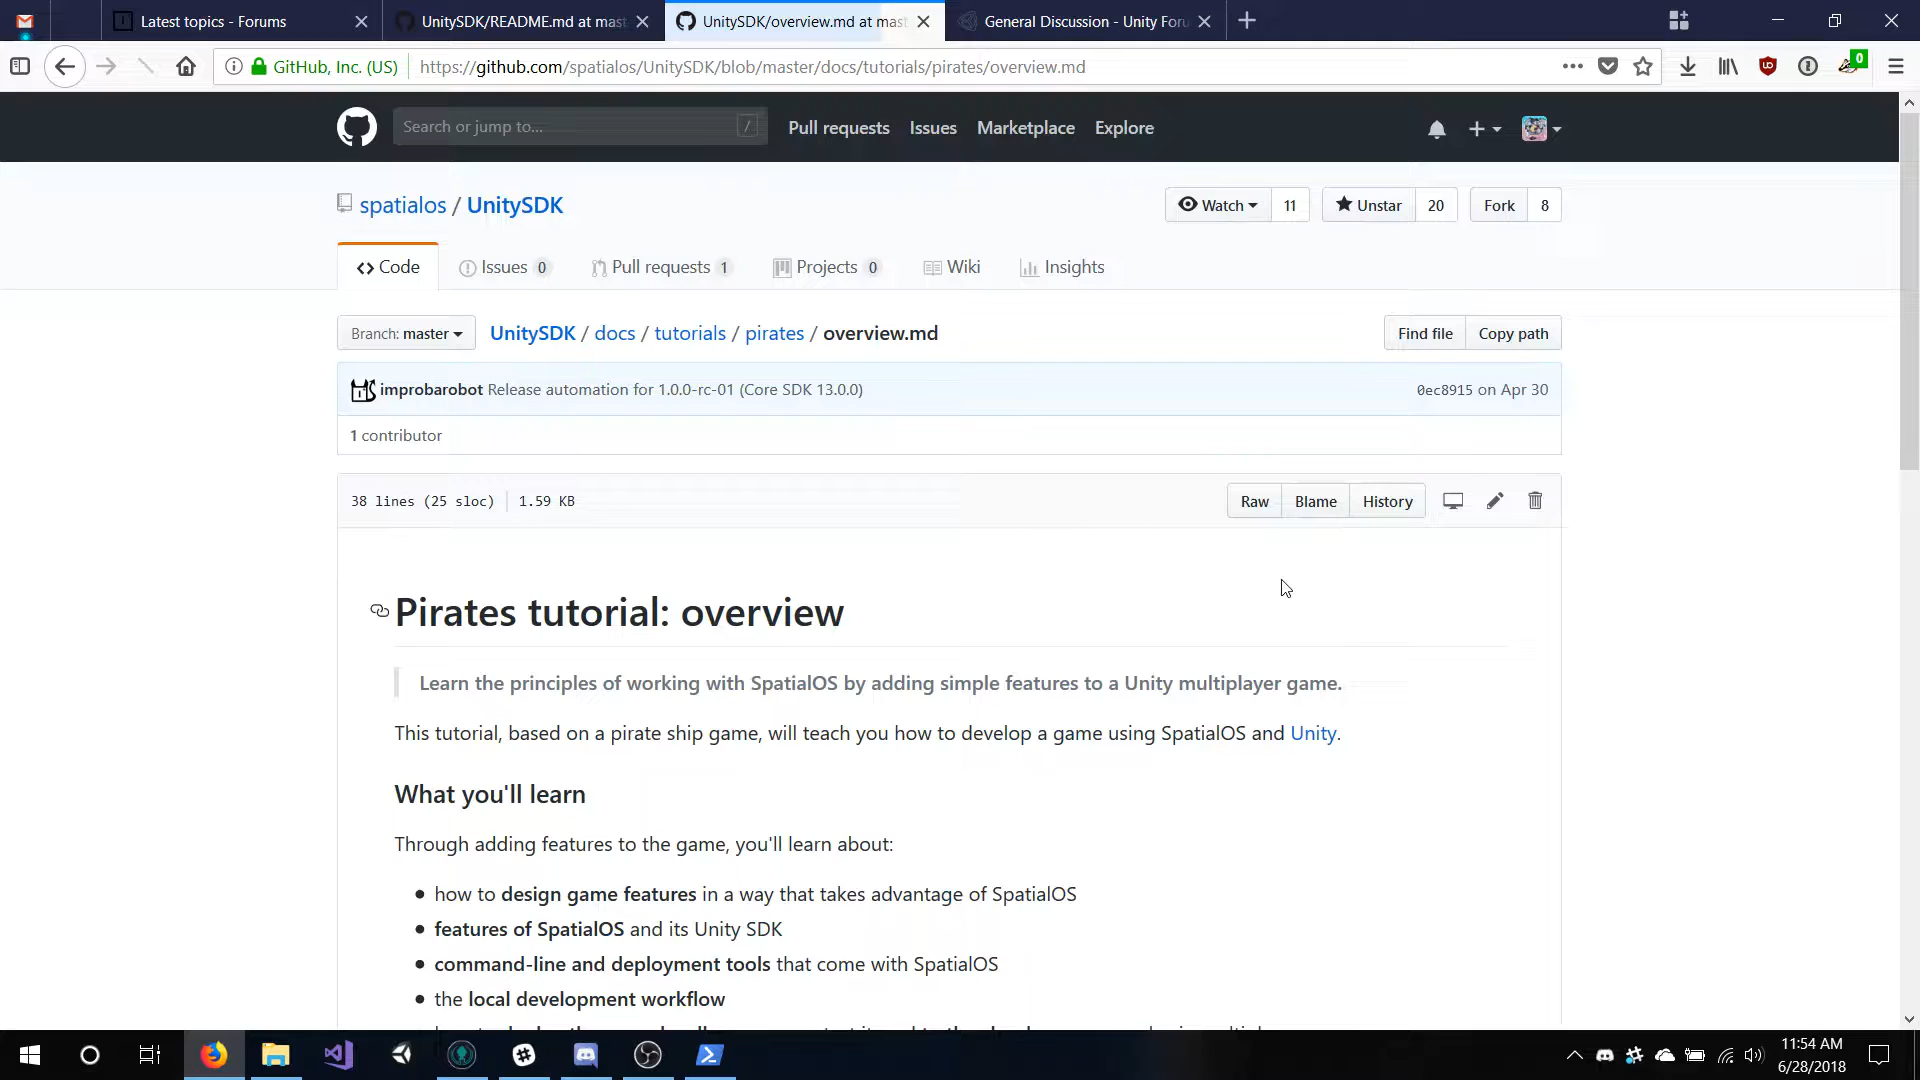 Latest topics - Forums
UnitySDK/README.md at mast
UnitySDK/overview.md at mast
General Discussion - Unity Foru
GitHub, Inc. (US)
https://github.com/spatialos/UnitySDK/blob/master/docs/tutorials/pirates/overview.md
0
Search or jump to...
/
Pull requests
Issues
Marketplace
Explore
spatialos / UnitySDK
Watch
11
Unstar
20
Fork
8
Code
Issues 0
Pull requests 1
Projects 0
Wiki
Insights
Branch: master
UnitySDK / docs / tutorials / pirates / overview.md
Find file
Copy path
improbarobot Release automation for 1.0.0-rc-01 (Core SDK 13.0.0)
0ec8915 on Apr 30
1 contributor
38 lines (25 sloc)
1.59 KB
Raw
Blame
History
Pirates tutorial: overview
Learn the principles of working with SpatialOS by adding simple features to a Unity multiplayer game.
This tutorial, based on a pirate ship game, will teach you how to develop a game using SpatialOS and Unity.
What you'll learn
Through adding features to the game, you'll learn about:
• how to design game features in a way that takes advantage of SpatialOS
• features of SpatialOS and its Unity SDK
• command-line and deployment tools that come with SpatialOS
• the local development workflow
11:54 AM
6/28/2018